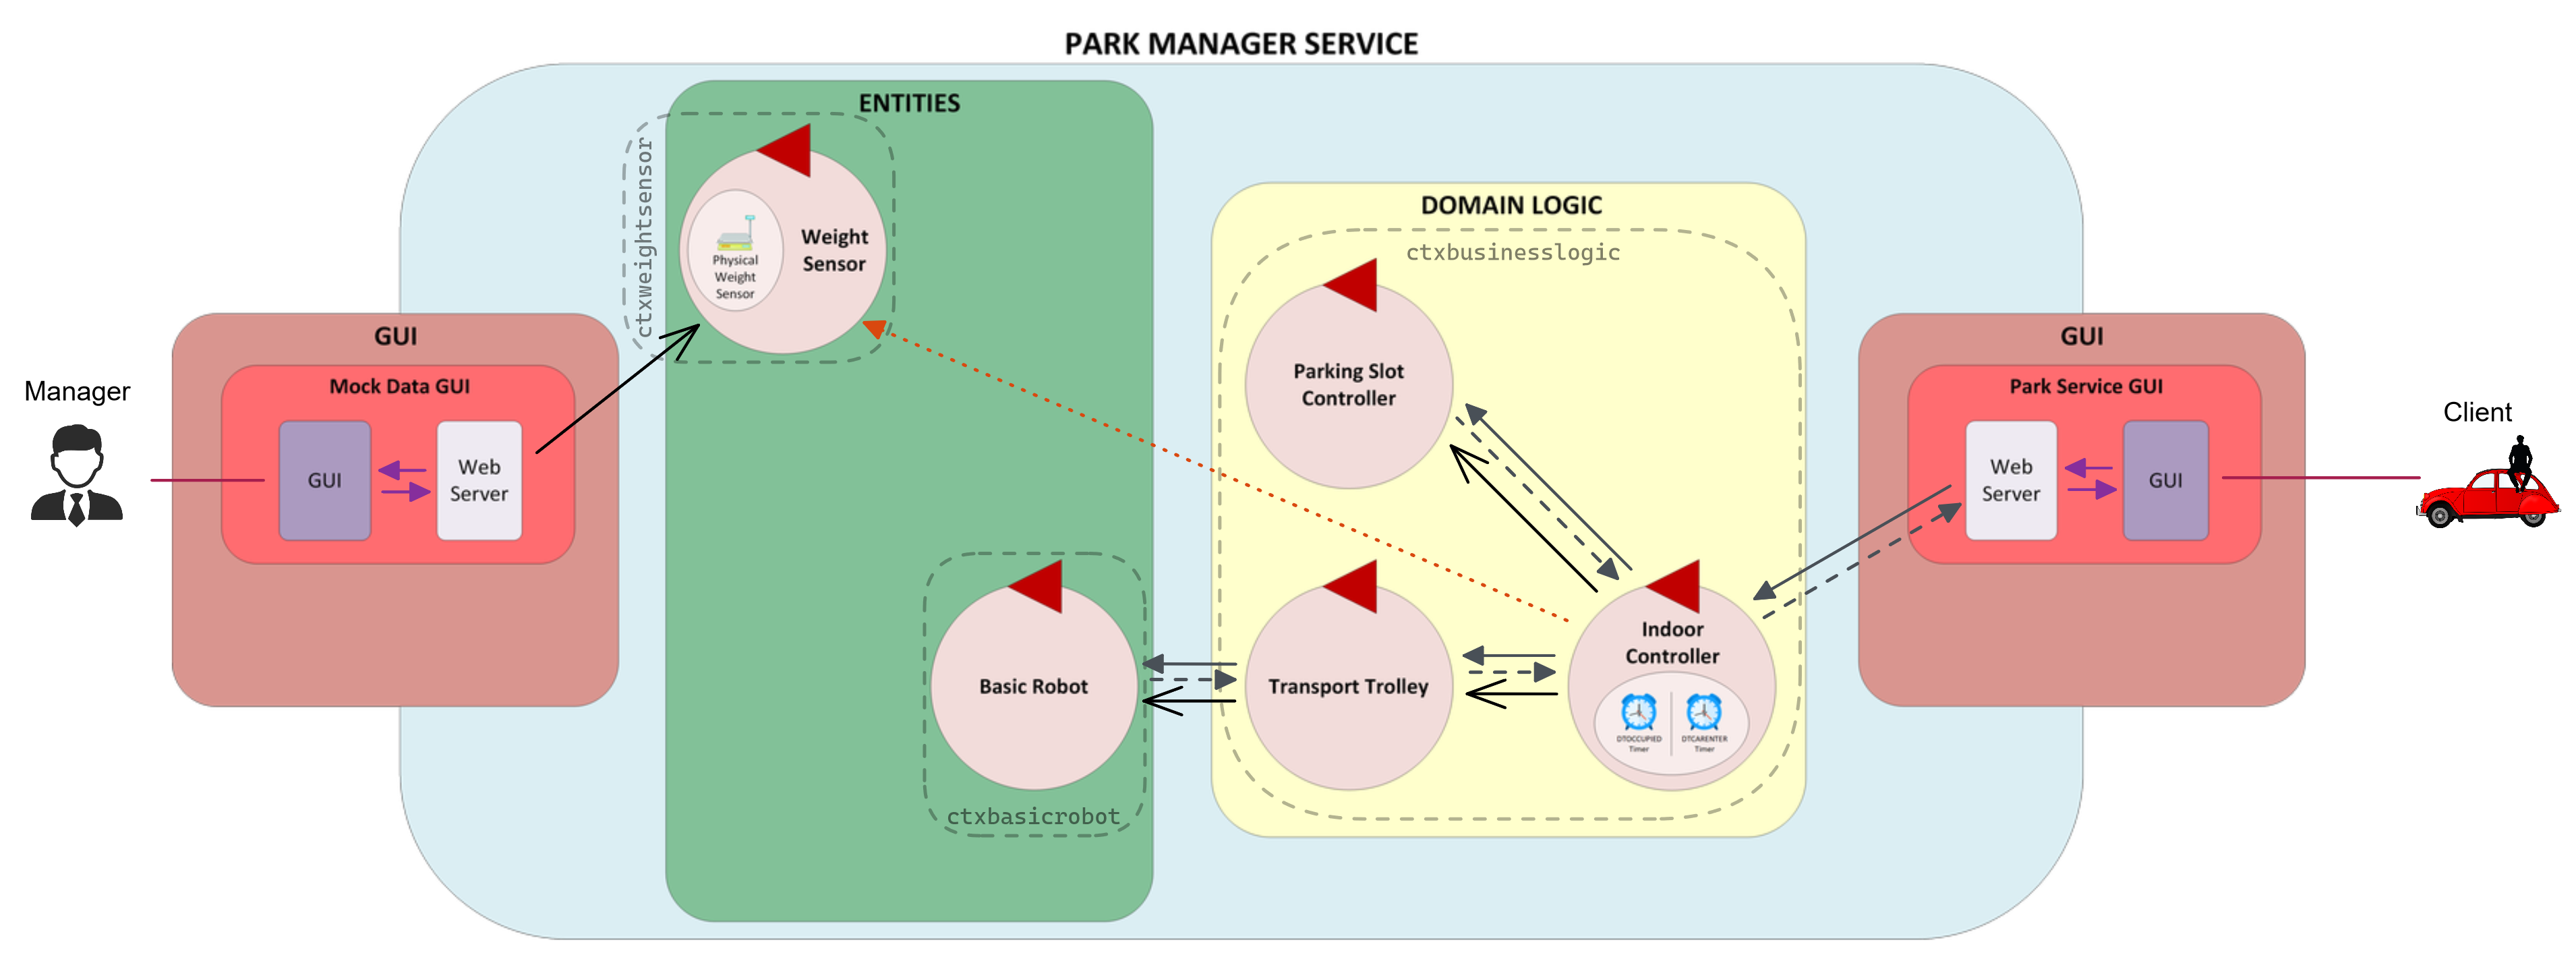 PARK MANAGER SERVICE
ENTITIES
ctxweightsensor
Weight
Sensor
Physical
Weight
Sensor
DOMAIN LOGIC
ctxbusinesslogic
Parking Slot
Controller
GUI
Mock Data GUI
GUI
Web
Server
Manager
GUI
Park Service GUI
Web
Server
GUI
Client
Basic Robot
ctxbasicrobot
Transport Trolley
Indoor
Controller
DTOCCUPIED
Timer
DTCARENTER
Timer